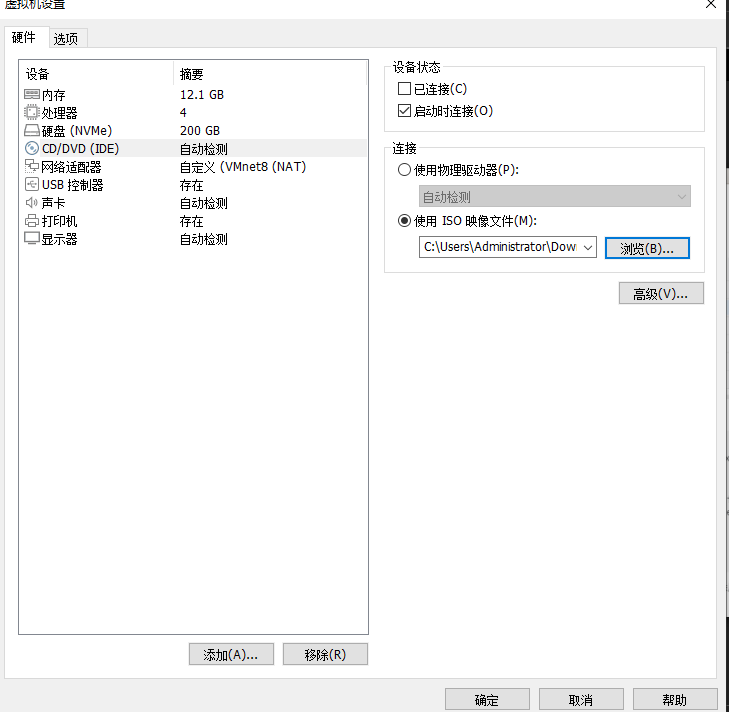 虚拟机设置
硬件 选项
设备 摘要
内存 12.1 GB
处理器 4
硬盘 (NVMe) 200 GB
CD/DVD (IDE) 自动检测
网络适配器 自定义 (VMnet8 (NAT)
USB 控制器 存在
声卡 自动检测
打印机 存在
显示器 自动检测
添加(A)... 移除(R)
设备状态
已连接(C)
启动时连接(O)
连接
使用物理驱动器(P):
自动检测
使用 ISO 映像文件(M):
C:\Users\Administrator\Dow 浏览(B)...
高级(V)...
确定 取消 帮助